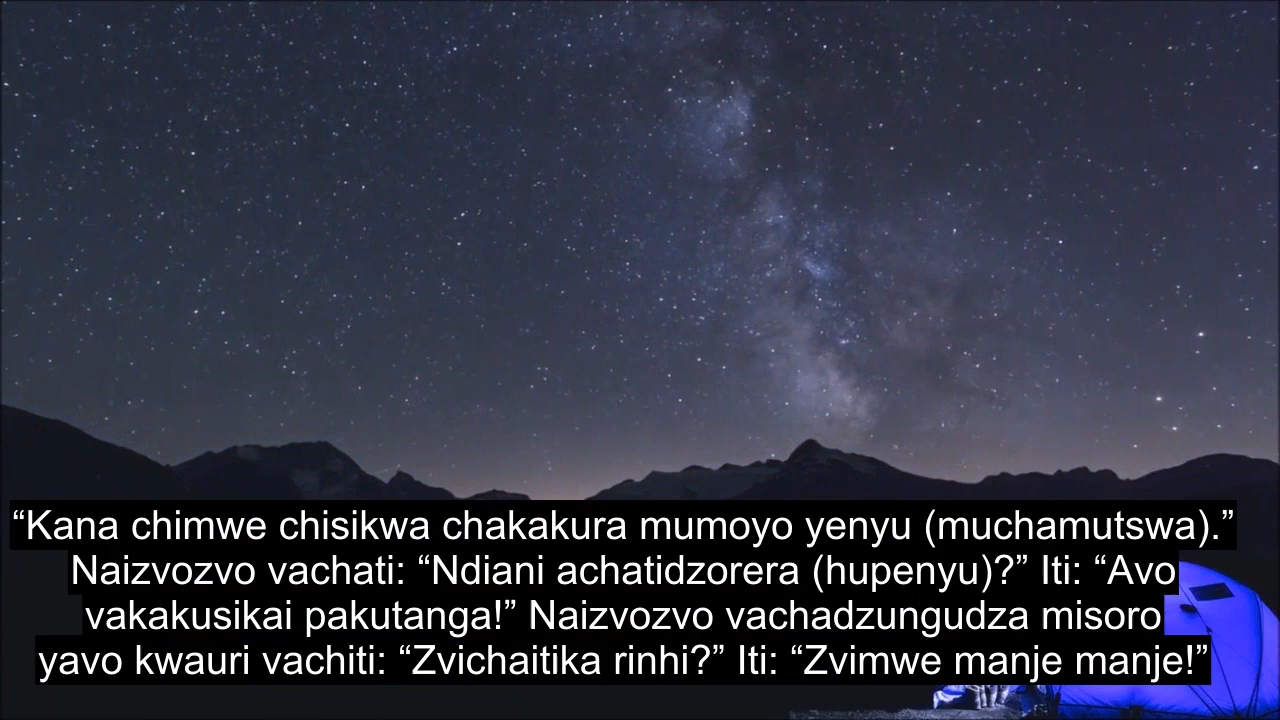 “Kana chimwe chisikwa chakakura mumoyo yenyu (muchamutswa).”
Naizvozvo vachati: “Ndiani achatidzorera (hupenyu)?” Iti: “Avo
vakakusikai pakutanga!” Naizvozvo vachadzungudza misoro
yavo kwauri vachiti: “Zvichaitika rinhi?” Iti: “Zvimwe manje manje!”